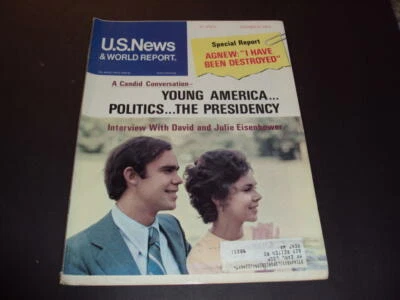 U.S.News
& WORLD REPORT.
Special Report
AGNEW: "I HAVE
BEEN DESTROYED"
A Candid Conversation—
YOUNG AMERICA...
POLITICS...THE PRESIDENCY
Interview With David and Julie Eisenhower